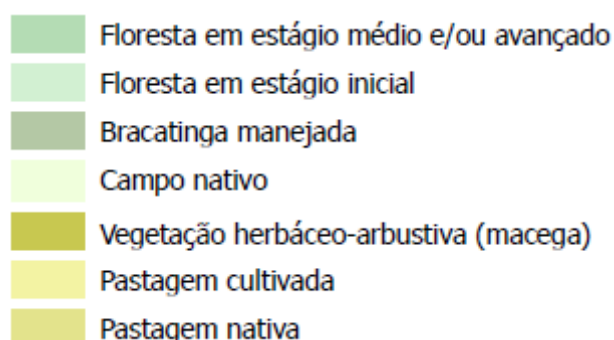 Floresta em estágio médio e/ou avançado
Floresta em estágio inicial
Bracatinga manejada
Campo nativo
Vegetação herbáceo-arbustiva (macega)
Pastagem cultivada
Pastagem nativa